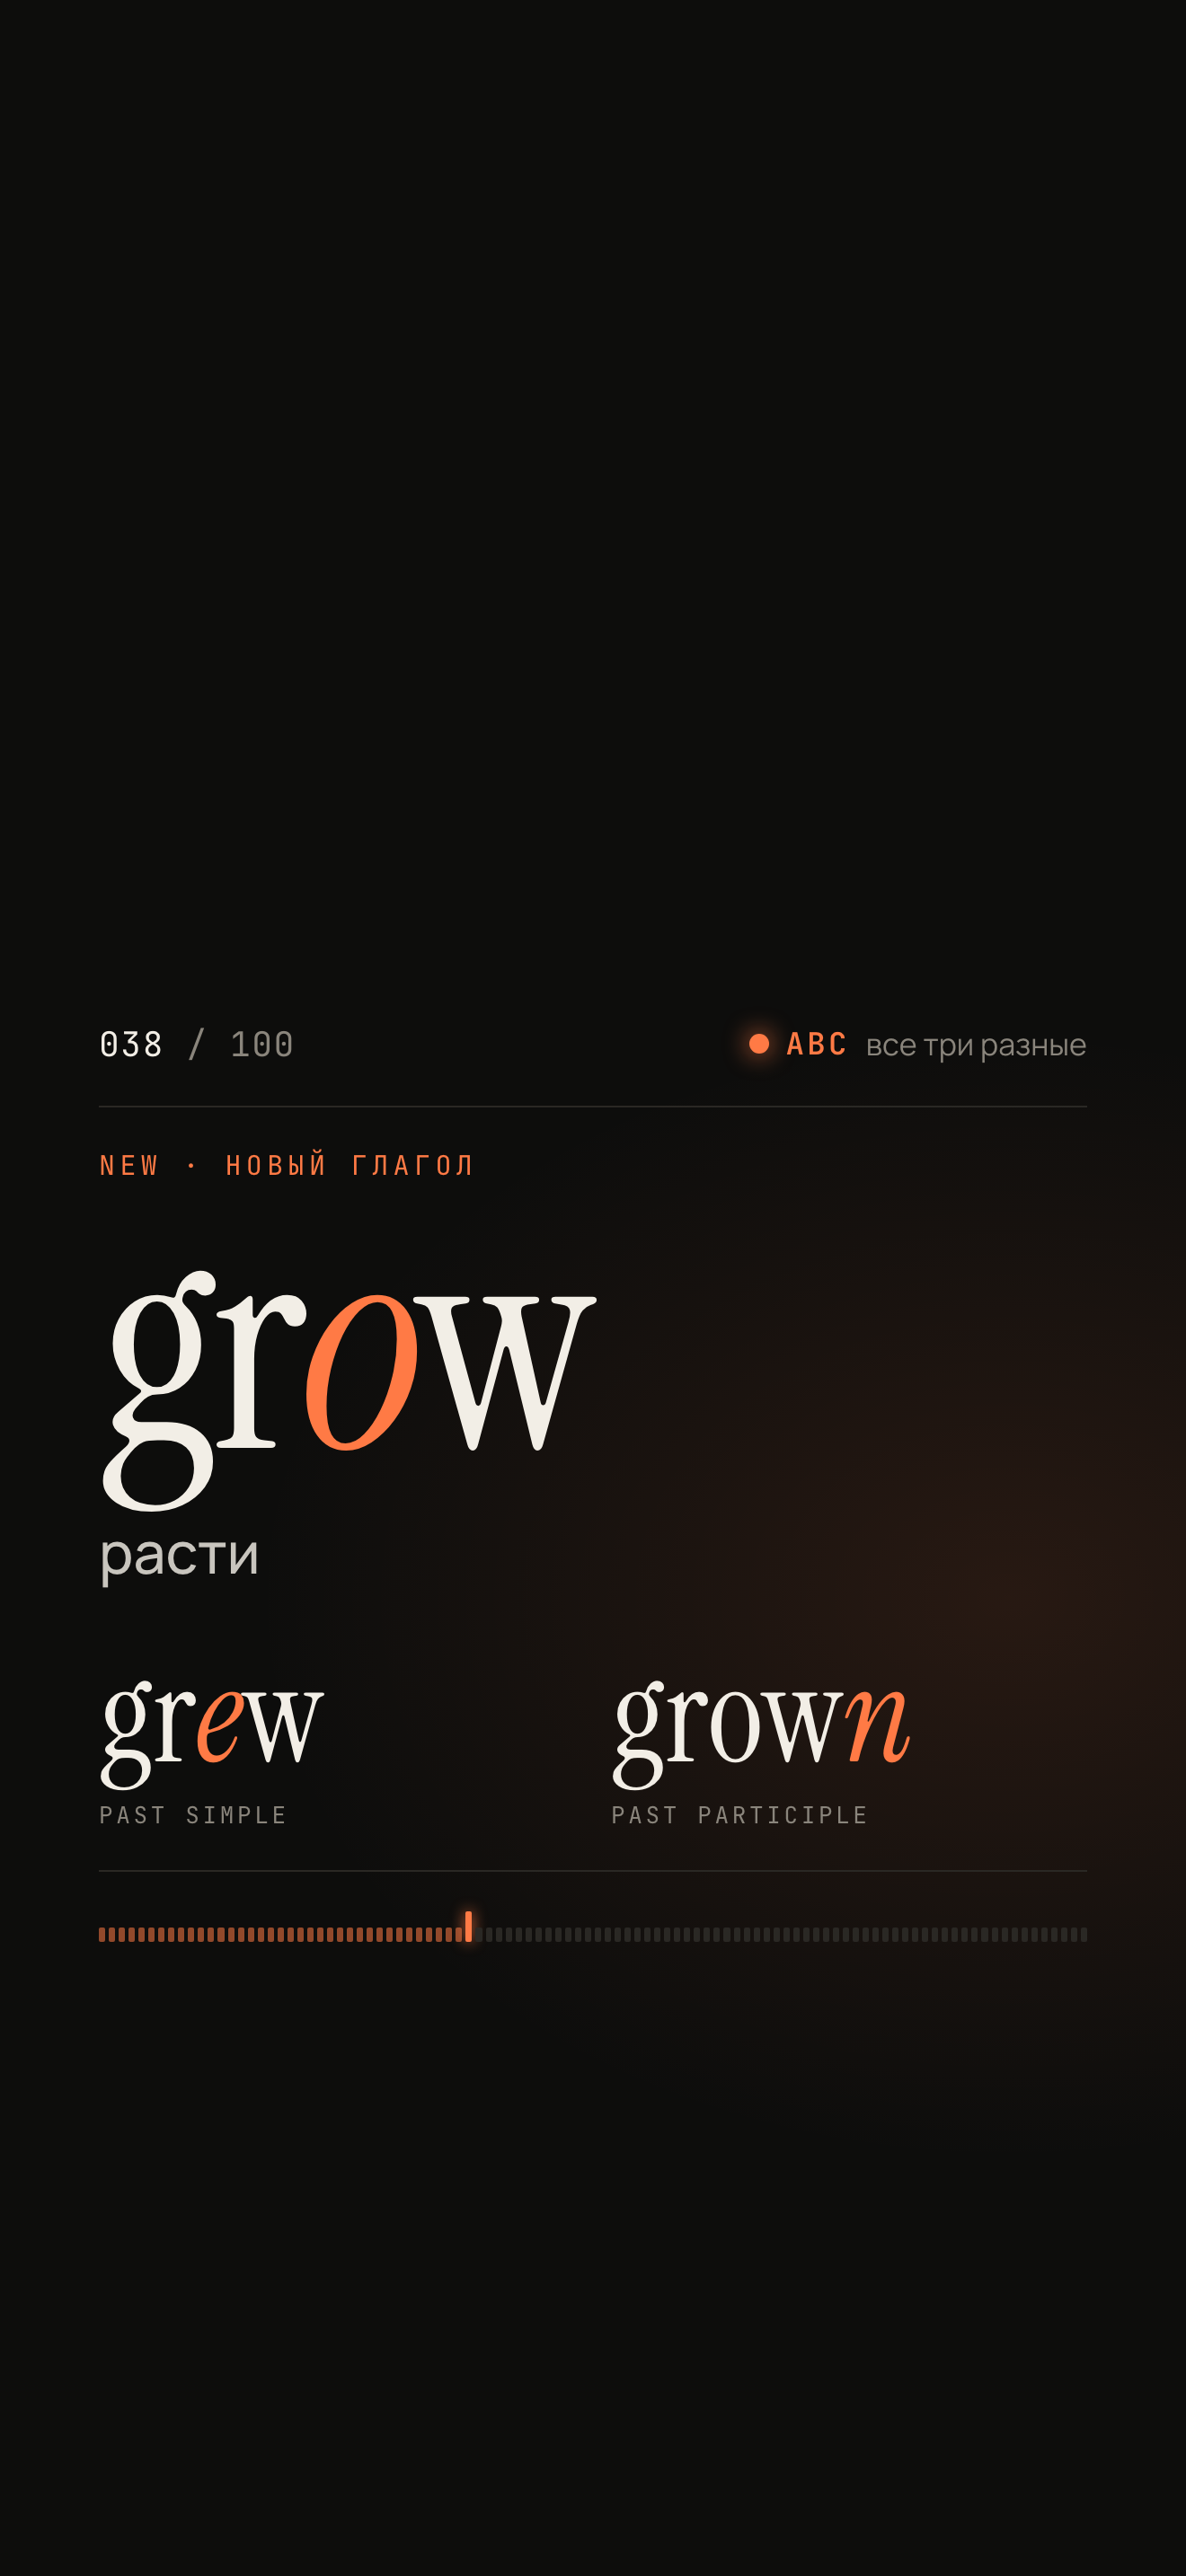 038 / 100
ABC все три разные
NEW · НОВЫЙ ГЛАГОЛ
grow
расти
grew
grown
PAST SIMPLE
PAST PARTICIPLE